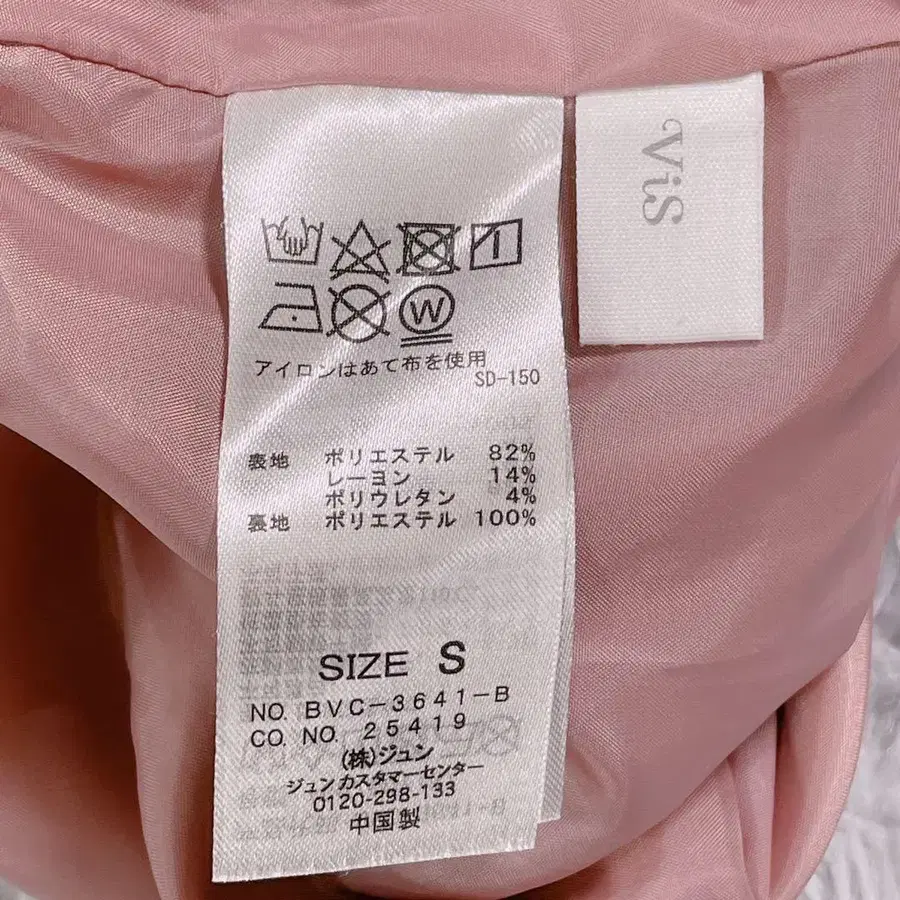 ViS
W
アイロンはあて布を使用
SD-150
表地 ポリエステル 82%
レーヨン 14%
ポリウレタン 4%
裏地 ポリエステル 100%
SIZE S
NO. BVC-3641-B
CO. NO. 25419
(株)ジュン
ジュンカスタマーセンター
0120-298-133
中国製